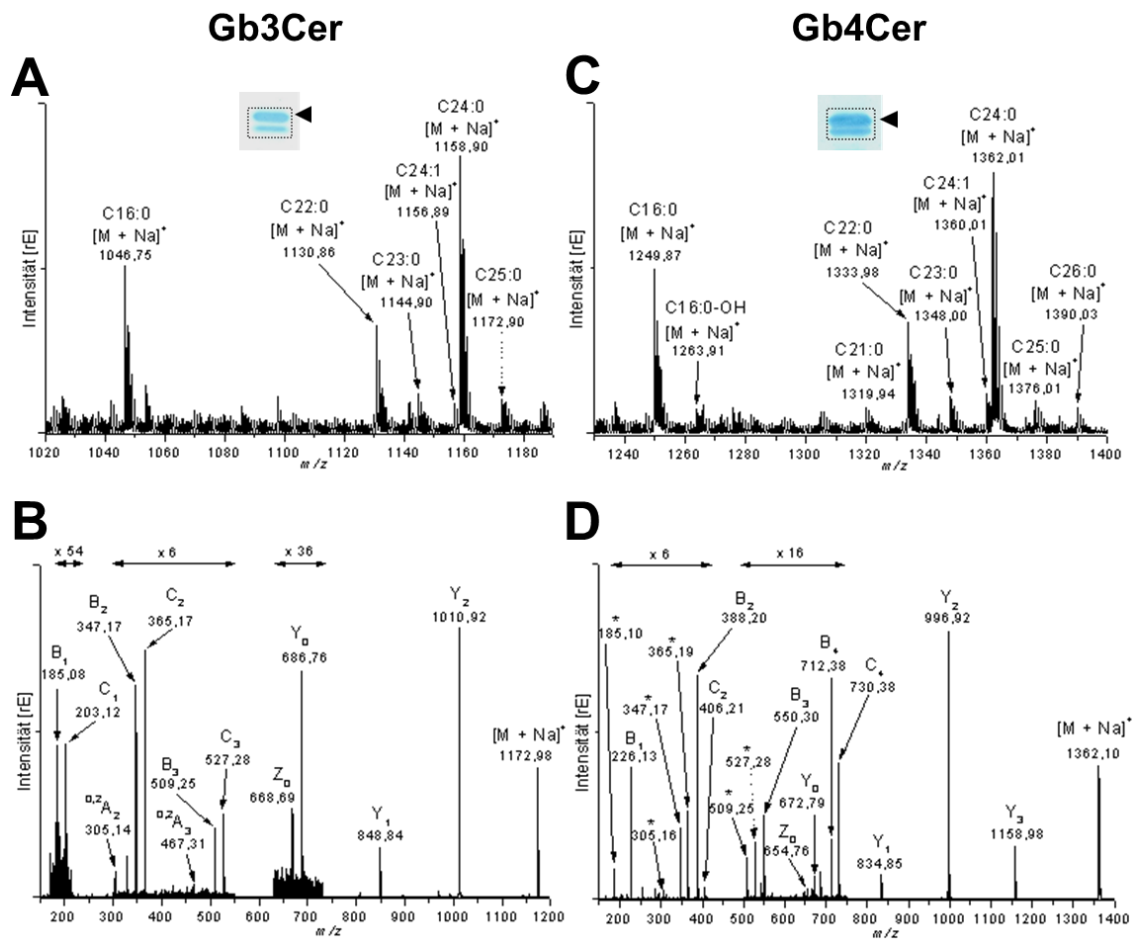 Gb3Cer
Gb4Cer
A
Intensität [rE]
C16:0
[M + Na]+
1046,75
C22:0
[M + Na]+
1130,86
C23:0
[M + Na]+
1144,90
C24:1
[M + Na]+
1156,89
C24:0
[M + Na]+
1158,90
C25:0
[M + Na]+
1172,90
1020 1040 1060 1080 1100 1120 1140 1160 1180
m/z
C
Intensität [rE]
C16:0
[M + Na]+
1249,87
C16:0-OH
[M + Na]+
1263,91
C21:0
[M + Na]+
1319,94
C22:0
[M + Na]+
1333,98
C23:0
[M + Na]+
1348,00
C24:1
[M + Na]+
1360,01
C24:0
[M + Na]+
1362,01
C25:0
[M + Na]+
1376,01
C26:0
[M + Na]+
1390,03
1240 1260 1280 1300 1320 1340 1360 1380 1400
m/z
B
Intensität [rE]
x 54
x 6
x 36
B1
185,08
C1
203,12
0,2A2
305,14
B2
347,17
C2
365,17
0,2A3
467,31
B3
509,25
C3
527,28
Z0
668,69
Y0
686,76
Y1
848,84
Y2
1010,92
[M + Na]+
1172,98
200 300 400 500 600 700 800 900 1000 1100 1200
m/z
D
Intensität [rE]
x 6
x 16
*
185,10
B1
226,13
*
305,16
*
347,17
*
365,19
B2
388,20
C2
406,21
*
509,25
*
527,28
B3
550,30
Z0
654,76
Y0
672,79
B4
712,38
C4
730,38
Y1
834,85
Y2
996,92
Y3
1158,98
[M + Na]+
1362,10
200 300 400 500 600 700 800 900 1000 1100 1200 1300 1400
m/z